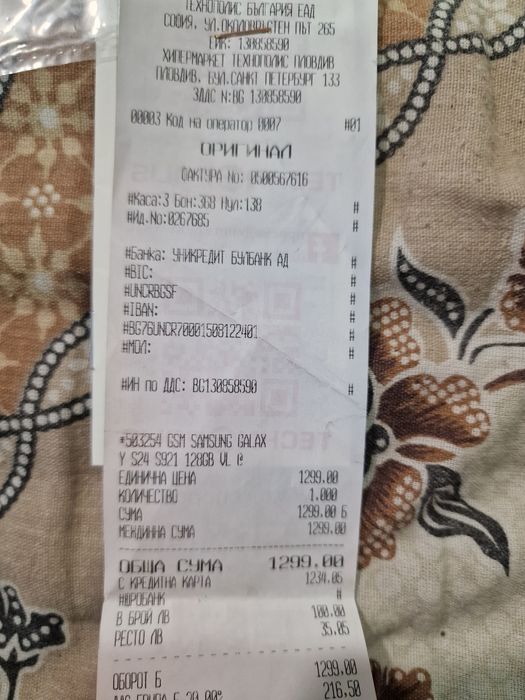 ТЕХНОПОЛИС БЪЛГАРИЯ ЕАД
СОФИЯ, УЛ.ОКОЛОВРЪСТЕН ПЪТ 265
ЕИК: 130858590
ХИПЕРМАРКЕТ ТЕХНОПОЛИС ПЛОВДИВ
ПЛОВДИВ, БУЛ.САНКТ ПЕТЕРБУРГ 133
ЗДДС N:BG 130858590
00003 Код на оператор 8007 #01
ОРИГИНАЛ
ФАКТУРА No: 0500567616
#Каса:3 Бон:368 Нул:138 #
#Ид.No:0267685 #
#Банка: УНИКРЕДИТ БУЛБАНК АД #
#BIC: #
#UNCRBGSF #
#IBAN: #
#BG76UNCR70001508122401 #
#МОЛ: #
#ИН по ДДС: BG130858590 #
*503254 GSM SAMSUNG GALAX
Y S24 S921 128GB VL
ЕДИНИЧНА ЦЕНА 1299.00
КОЛИЧЕСТВО 1.000
СУМА 1299.00 Б
МЕЖДИННА СУМА 1299.00
ОБЩА СУМА 1299.00
С КРЕДИТНА КАРТА 1234.05
#ПРОБАНК #
В БРОЙ ЛВ 100.00
РЕСТО ЛВ 35.05
ОБОРОТ Б 1299.00
216.50